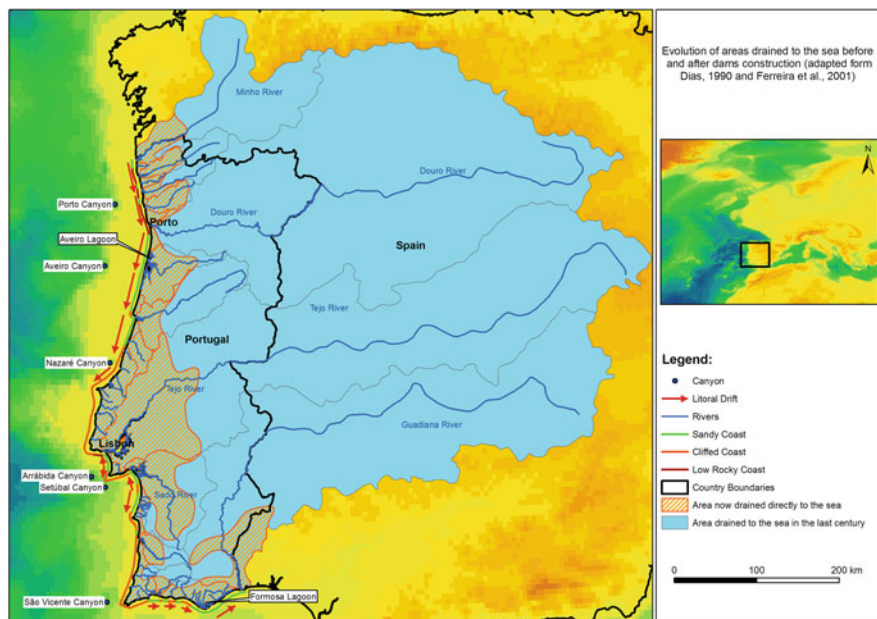 Evolution of areas drained to the sea before
and after dams construction (adapted form
Dias, 1990 and Ferreira et al., 2001)
Minho River
Douro River
Porto Canyon
Porto
Douro River
Aveiro Lagoon
Spain
Aveiro Canyon
Tejo River
Portugal
Nazaré Canyon
Tejo River
Guadiana River
Lisboh
Arrábida Canyon
Setúbal Canyon
Sado River
São Vicente Canyon
Formosa Lagoon
N
Legend:
Canyon
Litoral Drift
Rivers
Sandy Coast
Cliffed Coast
Low Rocky Coast
Country Boundaries
Area now drained directly to the sea
Area drained to the sea in the last century
km
0 100 200 km